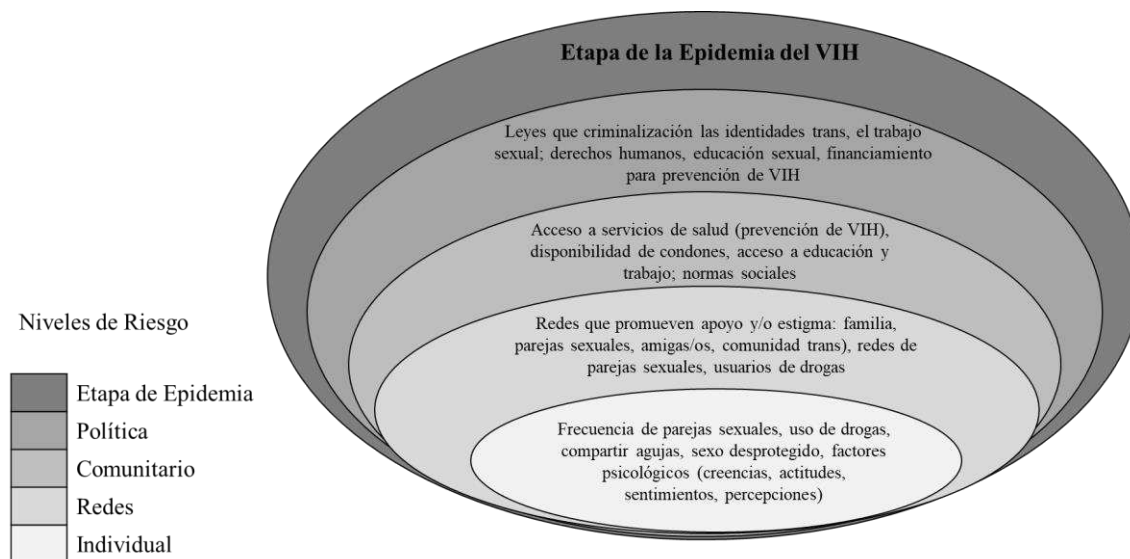 Etapa de la Epidemia del VIH
Leyes que criminalización las identidades trans, el trabajo
sexual; derechos humanos, educación sexual, financiamiento
para prevención de VIH
Acceso a servicios de salud (prevención de VIH),
disponibilidad de condones, acceso a educación y
trabajo; normas sociales
Redes que promueven apoyo y/o estigma: familia,
parejas sexuales, amigas/os, comunidad trans), redes de
parejas sexuales, usuarios de drogas
Frecuencia de parejas sexuales, uso de drogas,
compartir agujas, sexo desprotegido, factores
psicológicos (creencias, actitudes,
sentimientos, percepciones)
Niveles de Riesgo
Etapa de Epidemia
Política
Comunitario
Redes
Individual